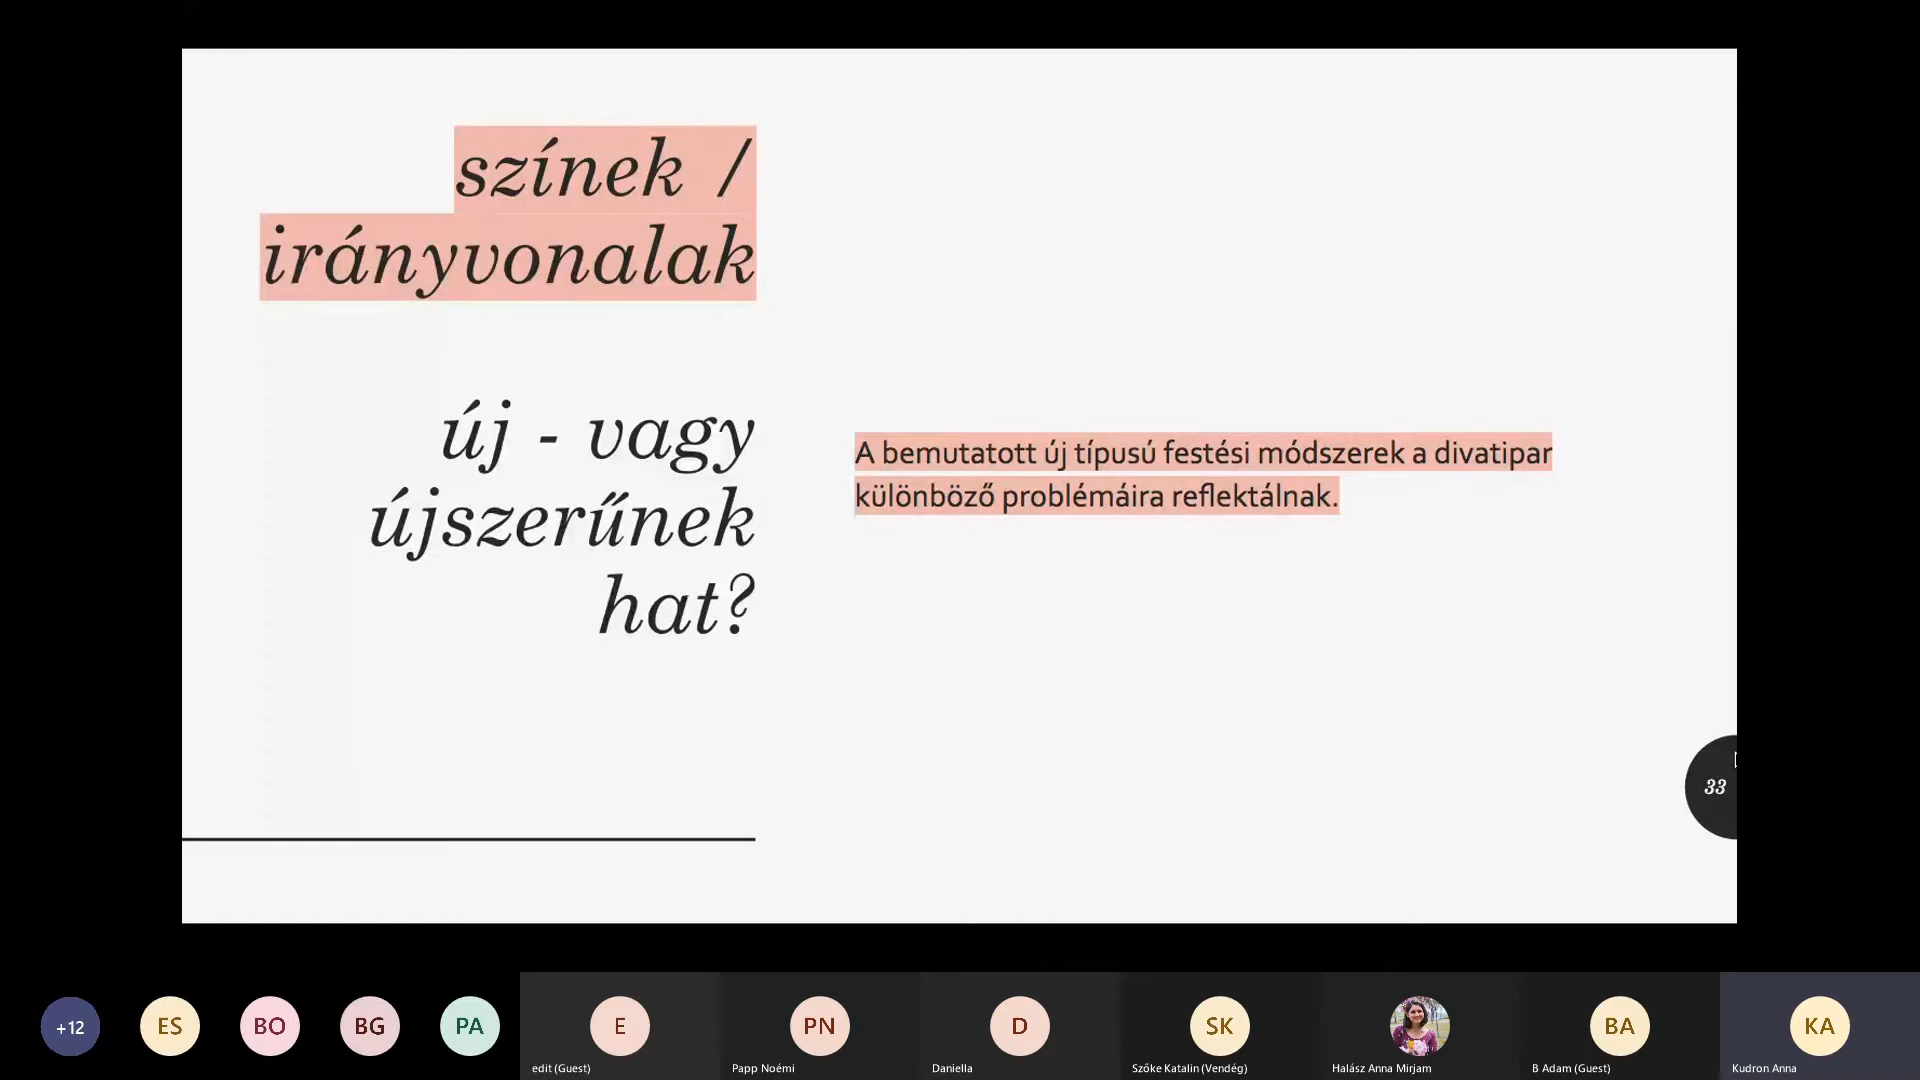 színek /
irányvonalak
új - vagy
újszerűnek
hat?
A bemutatott új típusú festési módszerek a divatipar
különböző problémáira reflektálnak.
33
+12
ES
BO
BG
PA
E
PN
D
SK
BA
KA
edit (Guest)
Papp Noémi
Daniella
Szőke Katalin (Vendég)
Halász Anna Mirjam
B Adam (Guest)
Kudron Anna